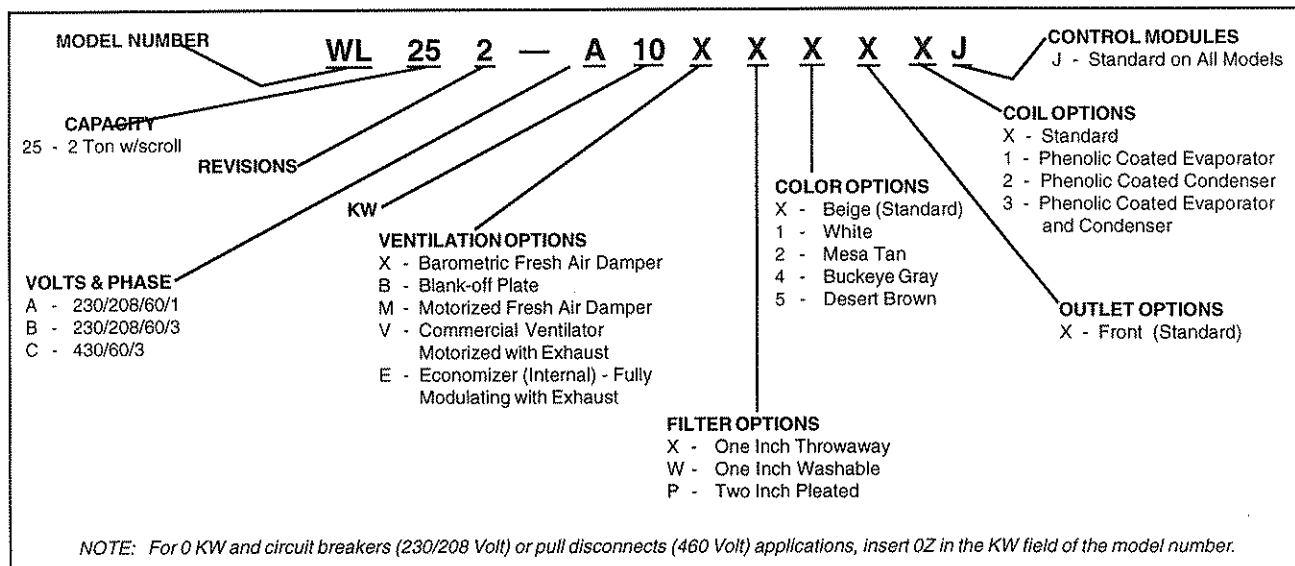 MODEL NUMBER
WL 25 2 — A 10 X X X X X J
CONTROL MODULES
J - Standard on All Models
CAPACITY
25 - 2 Ton w/scroll
REVISIONS
KW
VOLTS & PHASE
A - 230/208/60/1
B - 230/208/60/3
C - 430/60/3
VENTILATION OPTIONS
X - Barometric Fresh Air Damper
B - Blank-off Plate
M - Motorized Fresh Air Damper
V - Commercial Ventilator
Motorized with Exhaust
E - Economizer (Internal) - Fully
Modulating with Exhaust
FILTER OPTIONS
X - One Inch Throwaway
W - One Inch Washable
P - Two Inch Pleated
COLOR OPTIONS
X - Beige (Standard)
1 - White
2 - Mesa Tan
4 - Buckeye Gray
5 - Desert Brown
OUTLET OPTIONS
X - Front (Standard)
COIL OPTIONS
X - Standard
1 - Phenolic Coated Evaporator
2 - Phenolic Coated Condenser
3 - Phenolic Coated Evaporator
and Condenser
NOTE: For 0 KW and circuit breakers (230/208 Volt) or pull disconnects (460 Volt) applications, insert 0Z in the KW field of the model number.